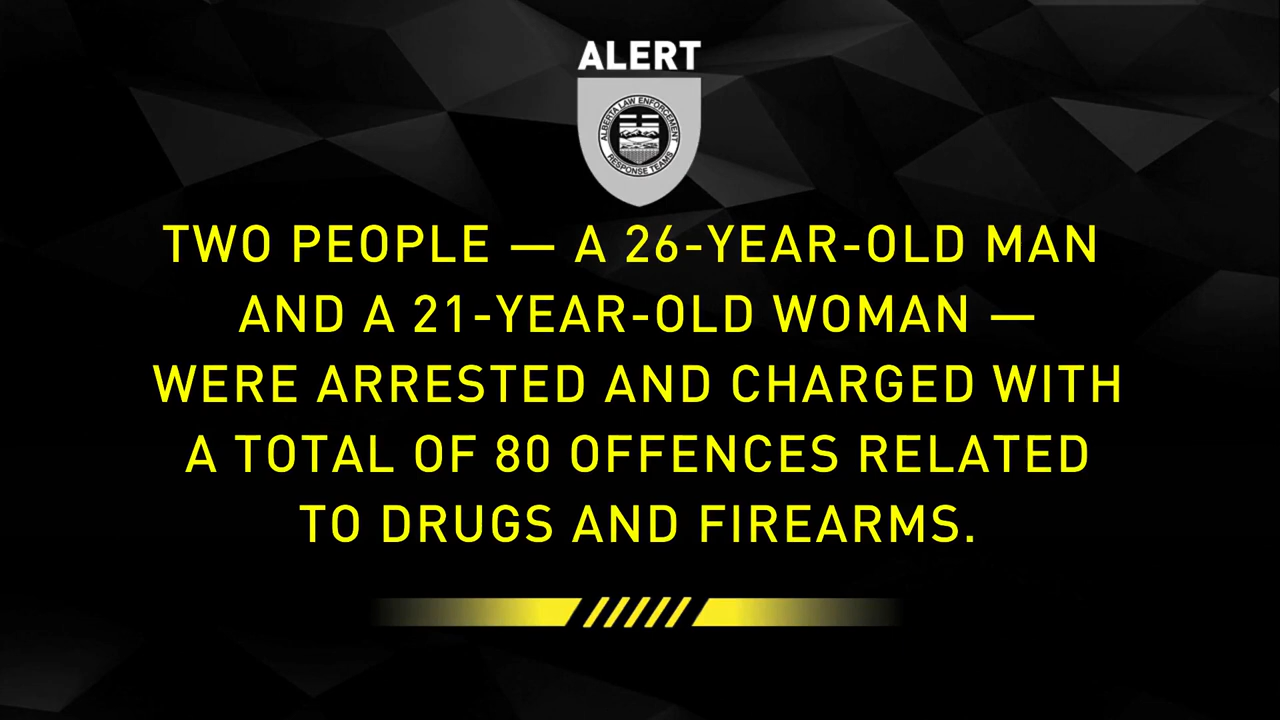 ALERT
ALBERTA LAW ENFORCEMENT
RESPONSE TEAMS
TWO PEOPLE — A 26-YEAR-OLD MAN
AND A 21-YEAR-OLD WOMAN —
WERE ARRESTED AND CHARGED WITH
A TOTAL OF 80 OFFENCES RELATED
TO DRUGS AND FIREARMS.